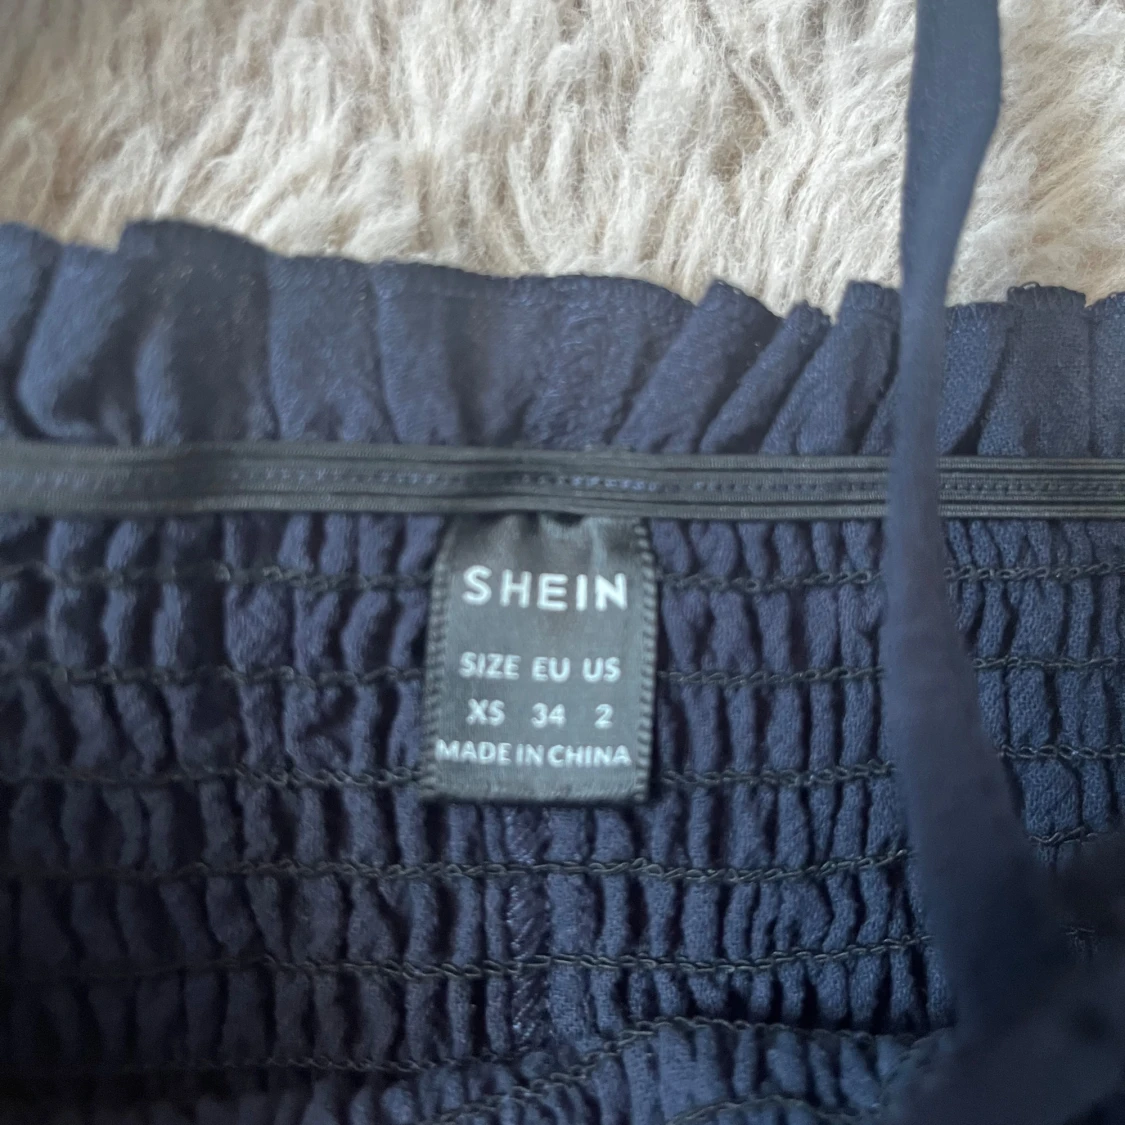 SHEIN
SIZE EU US
XS 34 2
MADE IN CHINA